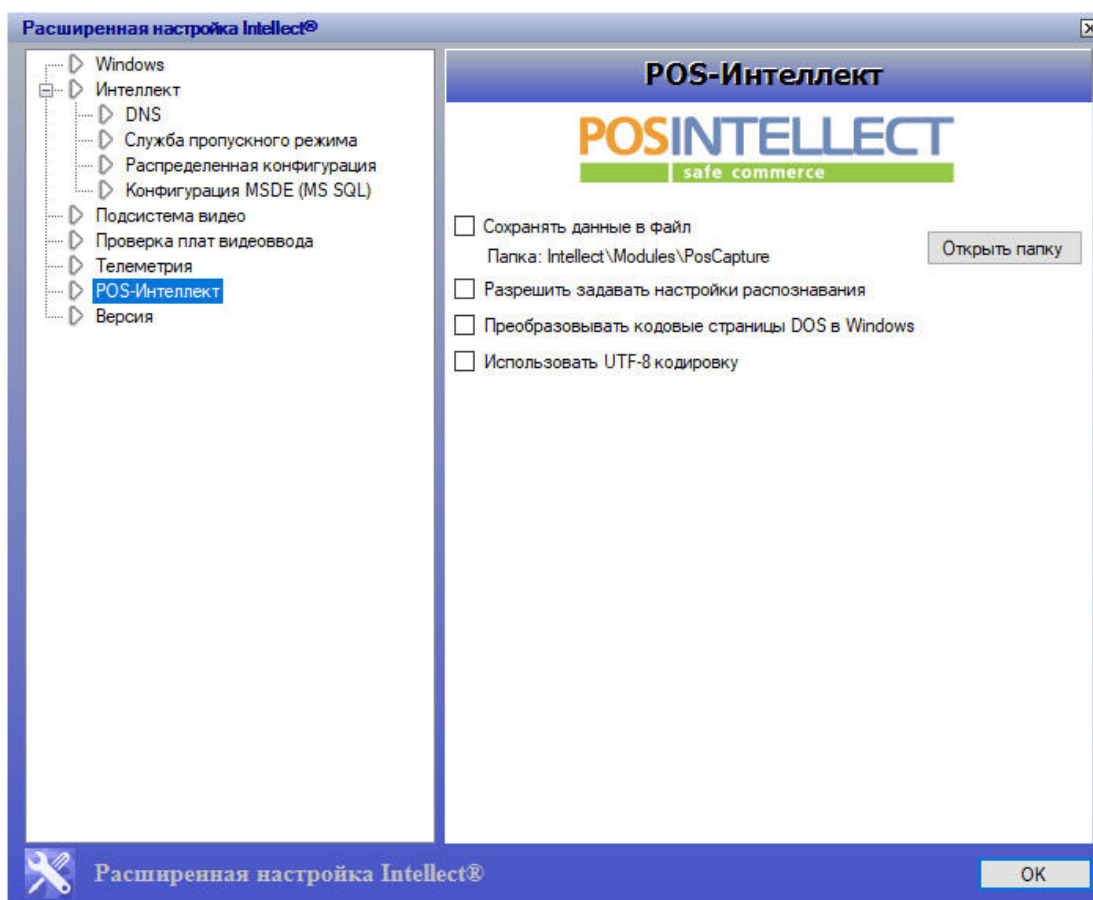 Расширенная настройка Intellect®
Windows
Интеллект
DNS
Служба пропускного режима
Распределенная конфигурация
Конфигурация MSDE (MS SQL)
Подсистема видео
Проверка плат видеоввода
Телеметрия
POS-Интеллект
Версия
POS-Интеллект
POSINTELLECT
safe commerce
Сохранять данные в файл
Папка: Intellect\Modules\PosCapture
Открыть папку
Разрешить задавать настройки распознавания
Преобразовывать кодовые страницы DOS в Windows
Использовать UTF-8 кодировку
Расширенная настройка Intellect®
OK